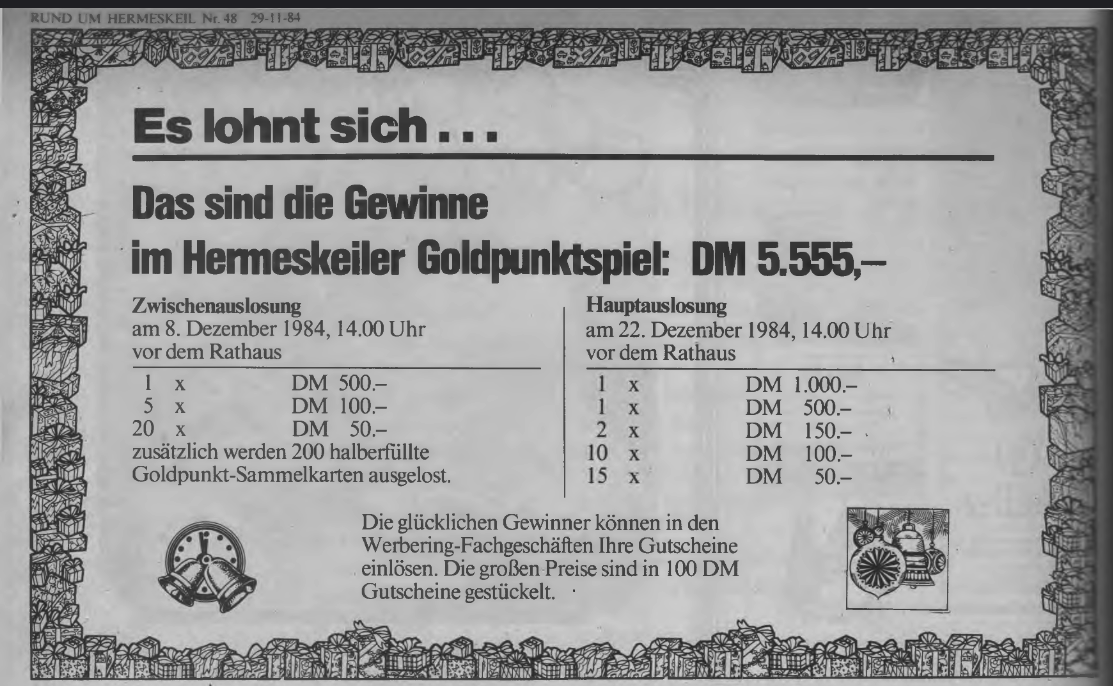 RUND UM HERMESKEIL Nr. 48 29-11-84
Es lohnt sich . . .
Das sind die Gewinne
im Hermeskeiler Goldpunktspiel: DM 5.555,–
Zwischenauslosung
am 8. Dezember 1984, 14.00 Uhr
vor dem Rathaus
1 x DM 500.–
5 x DM 100.–
20 x DM 50.–
zusätzlich werden 200 halberfüllte
Goldpunkt-Sammelkarten ausgelost.
Hauptauslosung
am 22. Dezember 1984, 14.00 Uhr
vor dem Rathaus
1 x DM 1.000.–
1 x DM 500.–
2 x DM 150.–
10 x DM 100.–
15 x DM 50.–
Die glücklichen Gewinner können in den
Werbering-Fachgeschäften Ihre Gutscheine
einlösen. Die großen Preise sind in 100 DM
Gutscheine gestückelt.